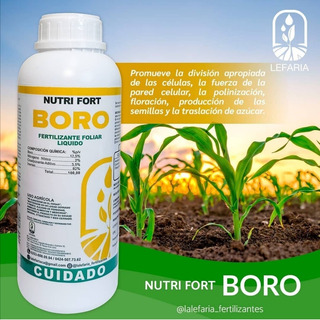 LEFARIA
Promueve la división apropiada
de las células, la fuerza de la
pared celular, la polinización,
floración, producción de las
semillas y la traslación de azúcar.
NUTRI FORT
BORO
FERTILIZANTE FOLIAR
LIQUIDO
COMPOSICIÓN QUÍMICA: %p/v
USO AGRÍCOLA
CUIDADO
NUTRI FORT BORO
@lalefaria_fertilizantes